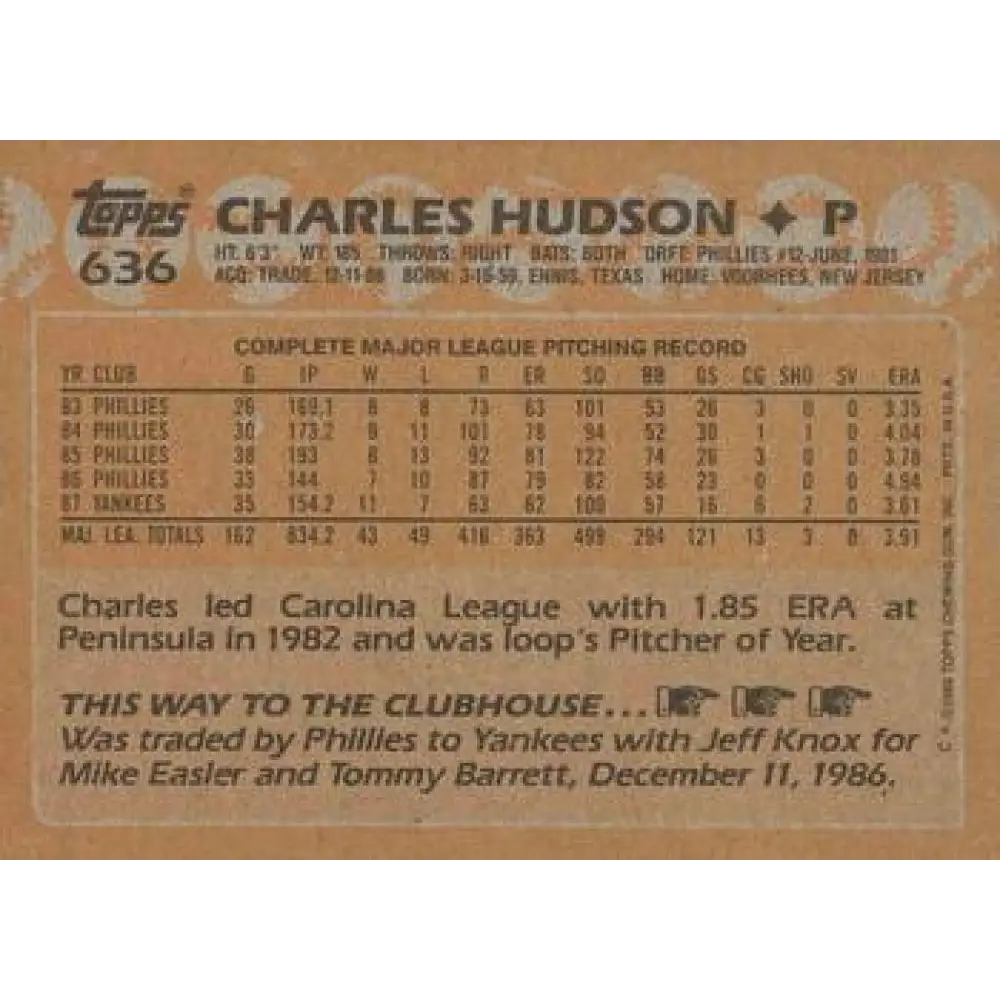 topps®
CHARLES HUDSON ✦ P
636
HT: 6'3" WT: 185 THROWS: RIGHT BATS: BOTH DRFT: PHILLIES #12-JUNE, 1981
ACQ: TRADE, 12-11-86 BORN: 3-16-59, ENNIS, TEXAS HOME: VOORHEES, NEW JERSEY
COMPLETE MAJOR LEAGUE PITCHING RECORD
YR CLUB G IP W L R ER SO BB GS CG SHO SV ERA
83 PHILLIES 26 169.1 8 8 73 63 101 53 26 3 0 0 3.35
84 PHILLIES 30 173.2 9 11 101 78 94 52 30 1 1 0 4.04
85 PHILLIES 38 193 8 13 92 81 122 74 26 3 0 0 3.78
86 PHILLIES 33 144 7 10 87 79 82 58 23 0 0 0 4.94
87 YANKEES 35 154.2 11 7 63 62 100 57 16 6 2 0 3.61
MAJ. LEA. TOTALS 162 834.2 43 49 416 363 499 294 121 13 3 0 3.91
Charles led Carolina League with 1.85 ERA at
Peninsula in 1982 and was loop's Pitcher of Year.
THIS WAY TO THE CLUBHOUSE...
Was traded by Phillies to Yankees with Jeff Knox for
Mike Easler and Tommy Barrett, December 11, 1986.
TOPPS CHEWING GUM, INC. PRTD. IN U.S.A.